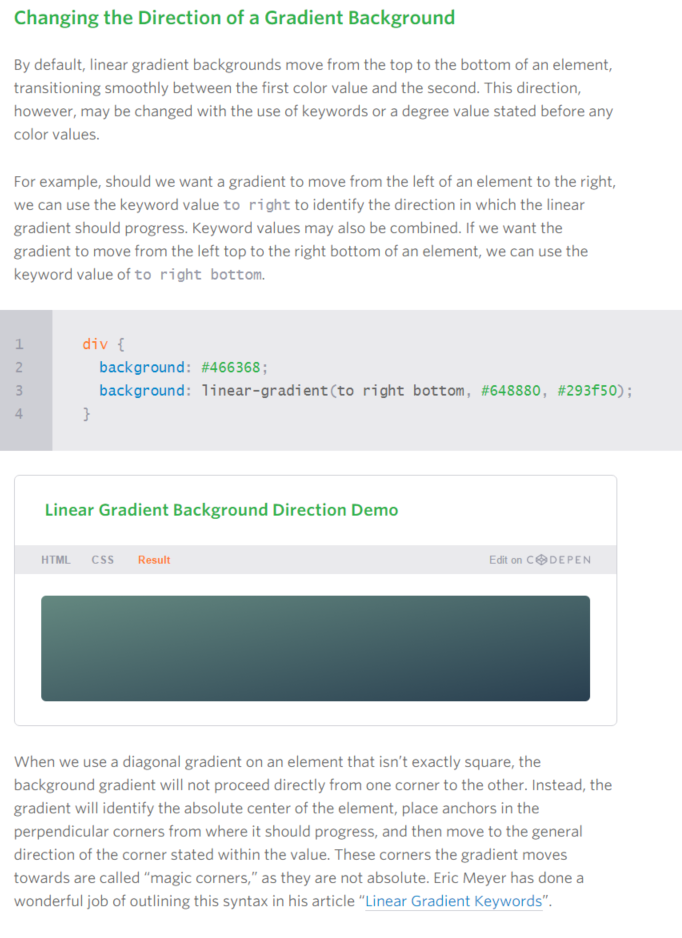 Changing the Direction of a Gradient Background
By default, linear gradient backgrounds move from the top to the bottom of an element,
transitioning smoothly between the first color value and the second. This direction,
however, may be changed with the use of keywords or a degree value stated before any
color values.
For example, should we want a gradient to move from the left of an element to the right,
we can use the keyword value to right to identify the direction in which the linear
gradient should progress. Keyword values may also be combined. If we want the
gradient to move from the left top to the right bottom of an element, we can use the
keyword value of to right bottom.
1 div {
2 background: #466368;
3 background: linear-gradient(to right bottom, #648880, #293f50);
4 }
Linear Gradient Background Direction Demo
HTML CSS Result Edit on CODEPEN
When we use a diagonal gradient on an element that isn’t exactly square, the
background gradient will not proceed directly from one corner to the other. Instead, the
gradient will identify the absolute center of the element, place anchors in the
perpendicular corners from where it should progress, and then move to the general
direction of the corner stated within the value. These corners the gradient moves
towards are called “magic corners,” as they are not absolute. Eric Meyer has done a
wonderful job of outlining this syntax in his article “Linear Gradient Keywords”.